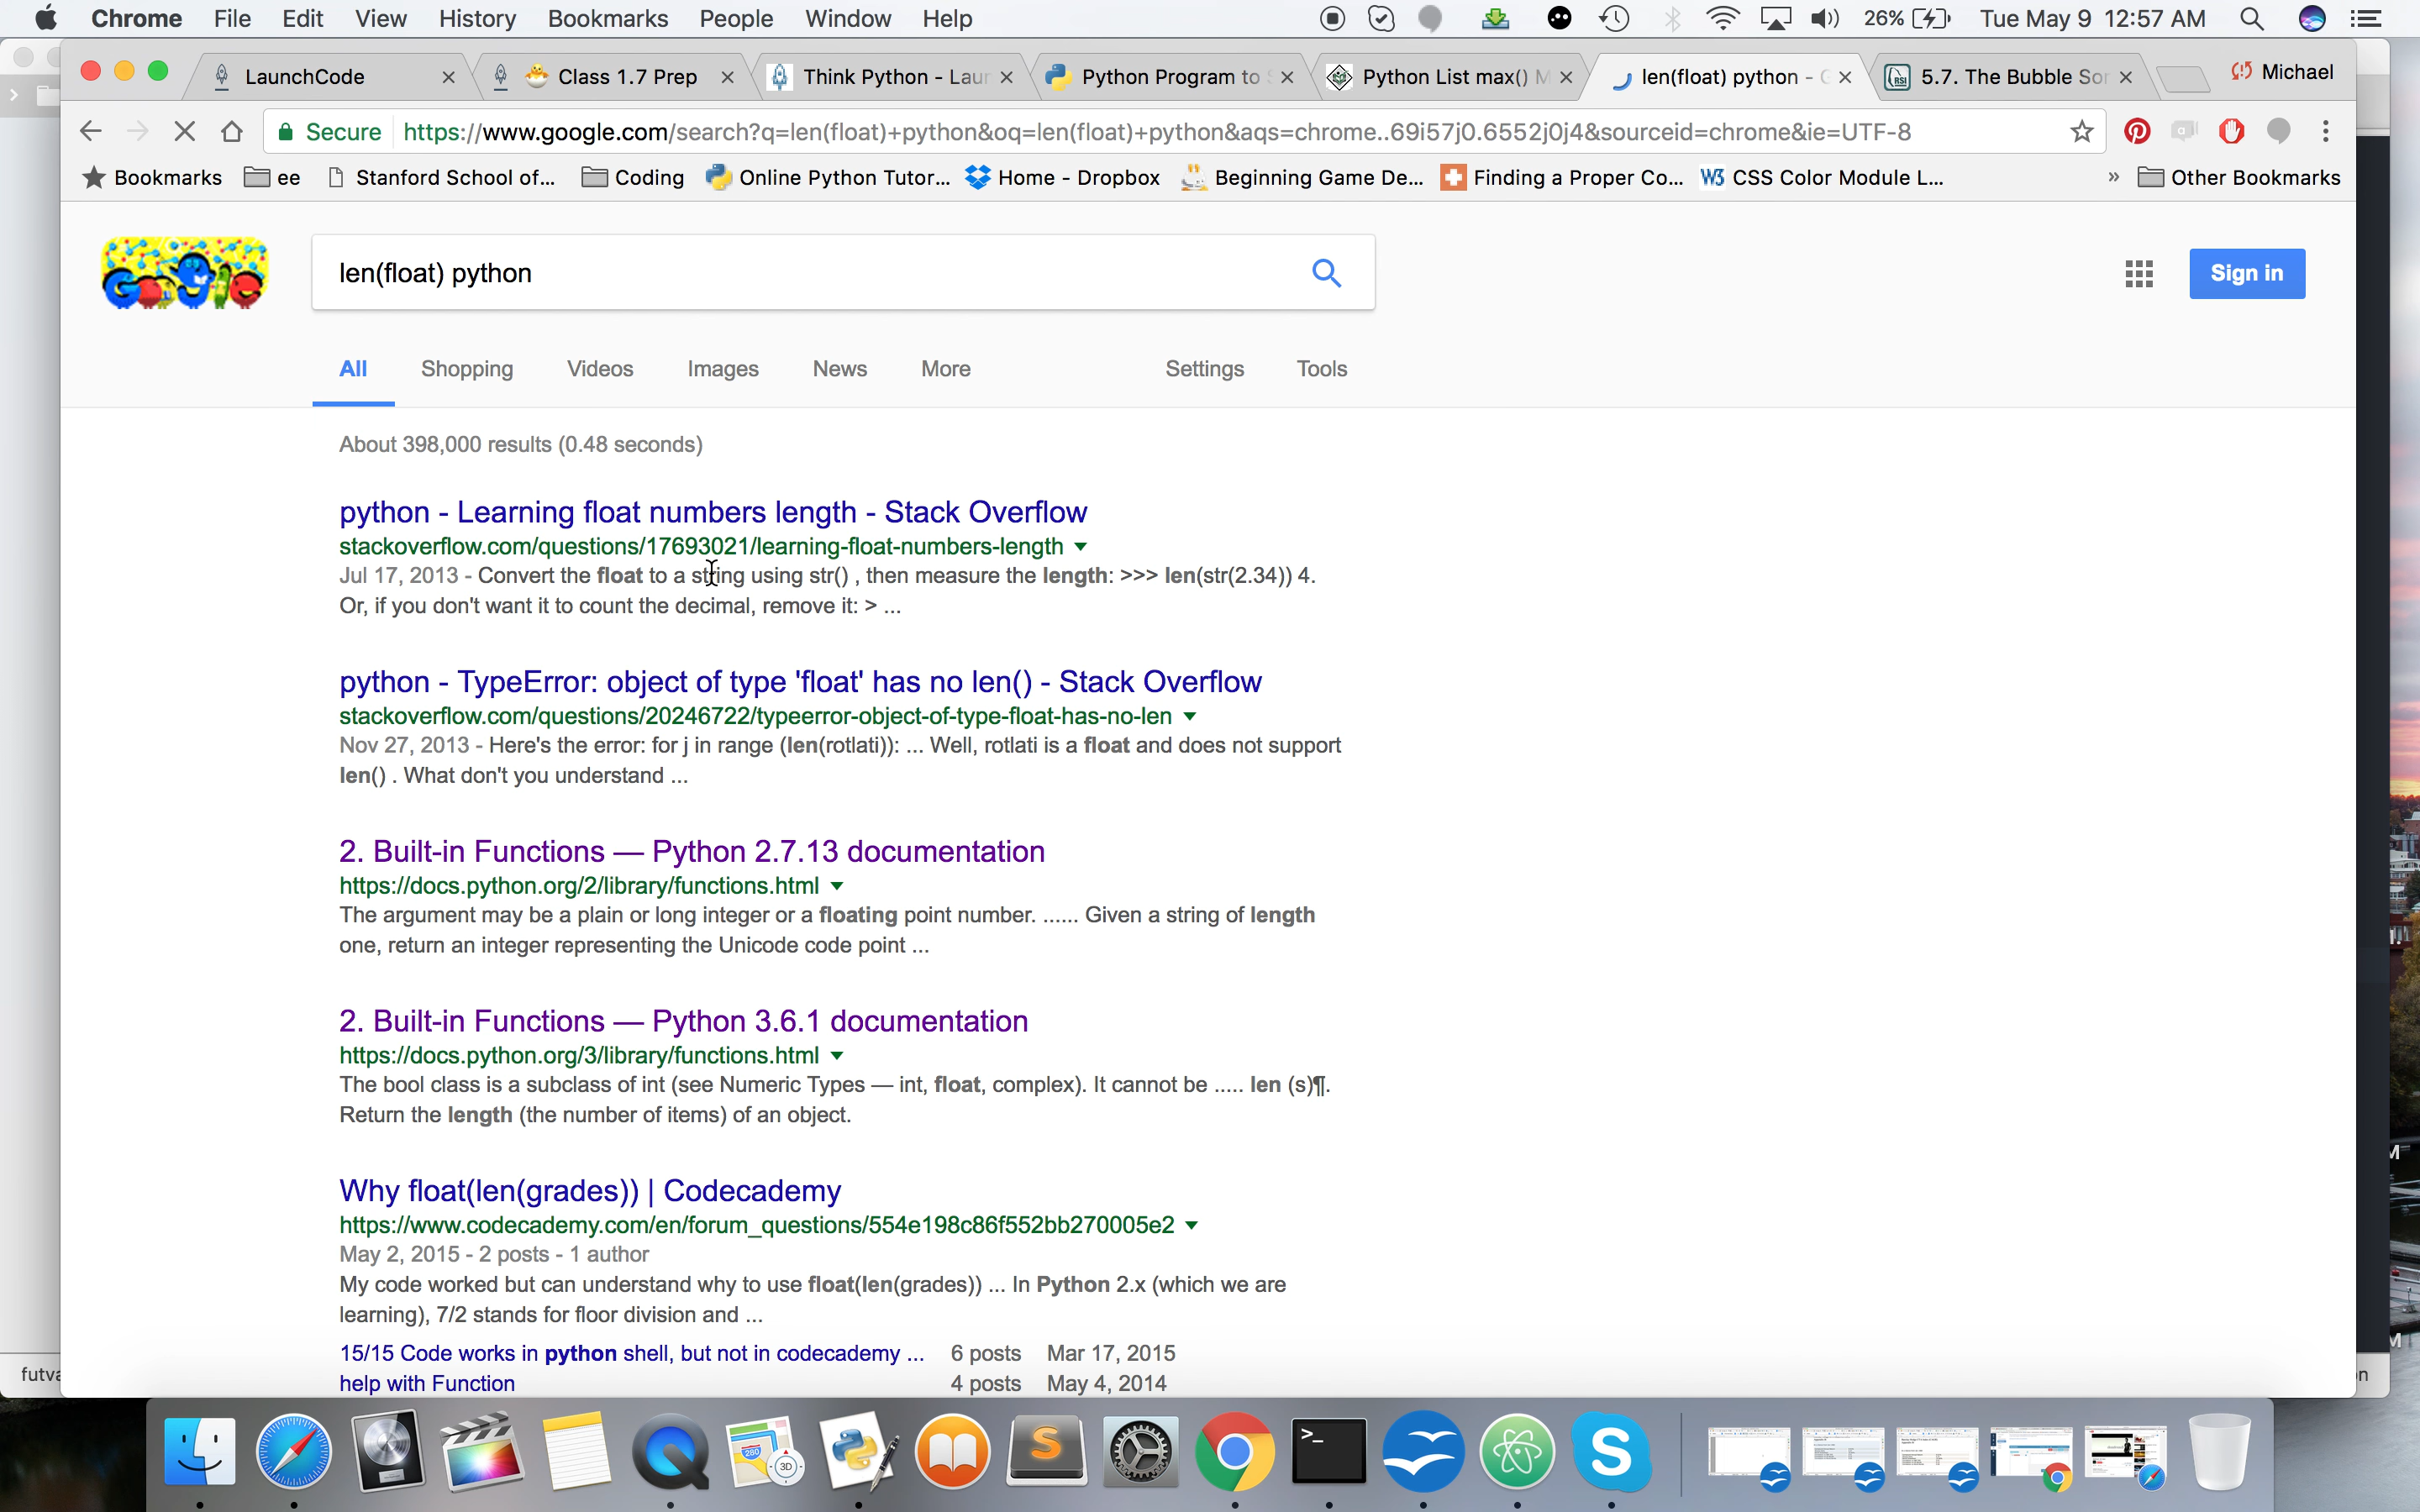 Chrome File Edit View History Bookmarks People Window Help 26% Tue May 9 12:57 AM
LaunchCode Class 1.7 Prep Think Python - Laun Python Program to S Python List max() M len(float) python - G 5.7. The Bubble Sor Michael
Secure https://www.google.com/search?q=len(float)+python&oq=len(float)+python&aqs=chrome..69i57j0.6552j0j4&sourceid=chrome&ie=UTF-8
Bookmarks ee Stanford School of... Coding Online Python Tutor... Home - Dropbox Beginning Game De... Finding a Proper Co... W3 CSS Color Module L... » Other Bookmarks
Google len(float) python Sign in
All Shopping Videos Images News More Settings Tools
About 398,000 results (0.48 seconds)
python - Learning float numbers length - Stack Overflow
stackoverflow.com/questions/17693021/learning-float-numbers-length
Jul 17, 2013 - Convert the float to a string using str() , then measure the length: >>> len(str(2.34)) 4.
Or, if you don't want it to count the decimal, remove it: > ...
python - TypeError: object of type 'float' has no len() - Stack Overflow
stackoverflow.com/questions/20246722/typeerror-object-of-type-float-has-no-len
Nov 27, 2013 - Here's the error: for j in range (len(rotlati)): ... Well, rotlati is a float and does not support
len() . What don't you understand ...
2. Built-in Functions — Python 2.7.13 documentation
https://docs.python.org/2/library/functions.html
The argument may be a plain or long integer or a floating point number. ...... Given a string of length
one, return an integer representing the Unicode code point ...
2. Built-in Functions — Python 3.6.1 documentation
https://docs.python.org/3/library/functions.html
The bool class is a subclass of int (see Numeric Types — int, float, complex). It cannot be ..... len (s)¶.
Return the length (the number of items) of an object.
Why float(len(grades)) | Codecademy
https://www.codecademy.com/en/forum_questions/554e198c86f552bb270005e2
May 2, 2015 - 2 posts - 1 author
My code worked but can understand why to use float(len(grades)) ... In Python 2.x (which we are
learning), 7/2 stands for floor division and ...
15/15 Code works in python shell, but not in codecademy ... 6 posts Mar 17, 2015
help with Function 4 posts May 4, 2014
futva